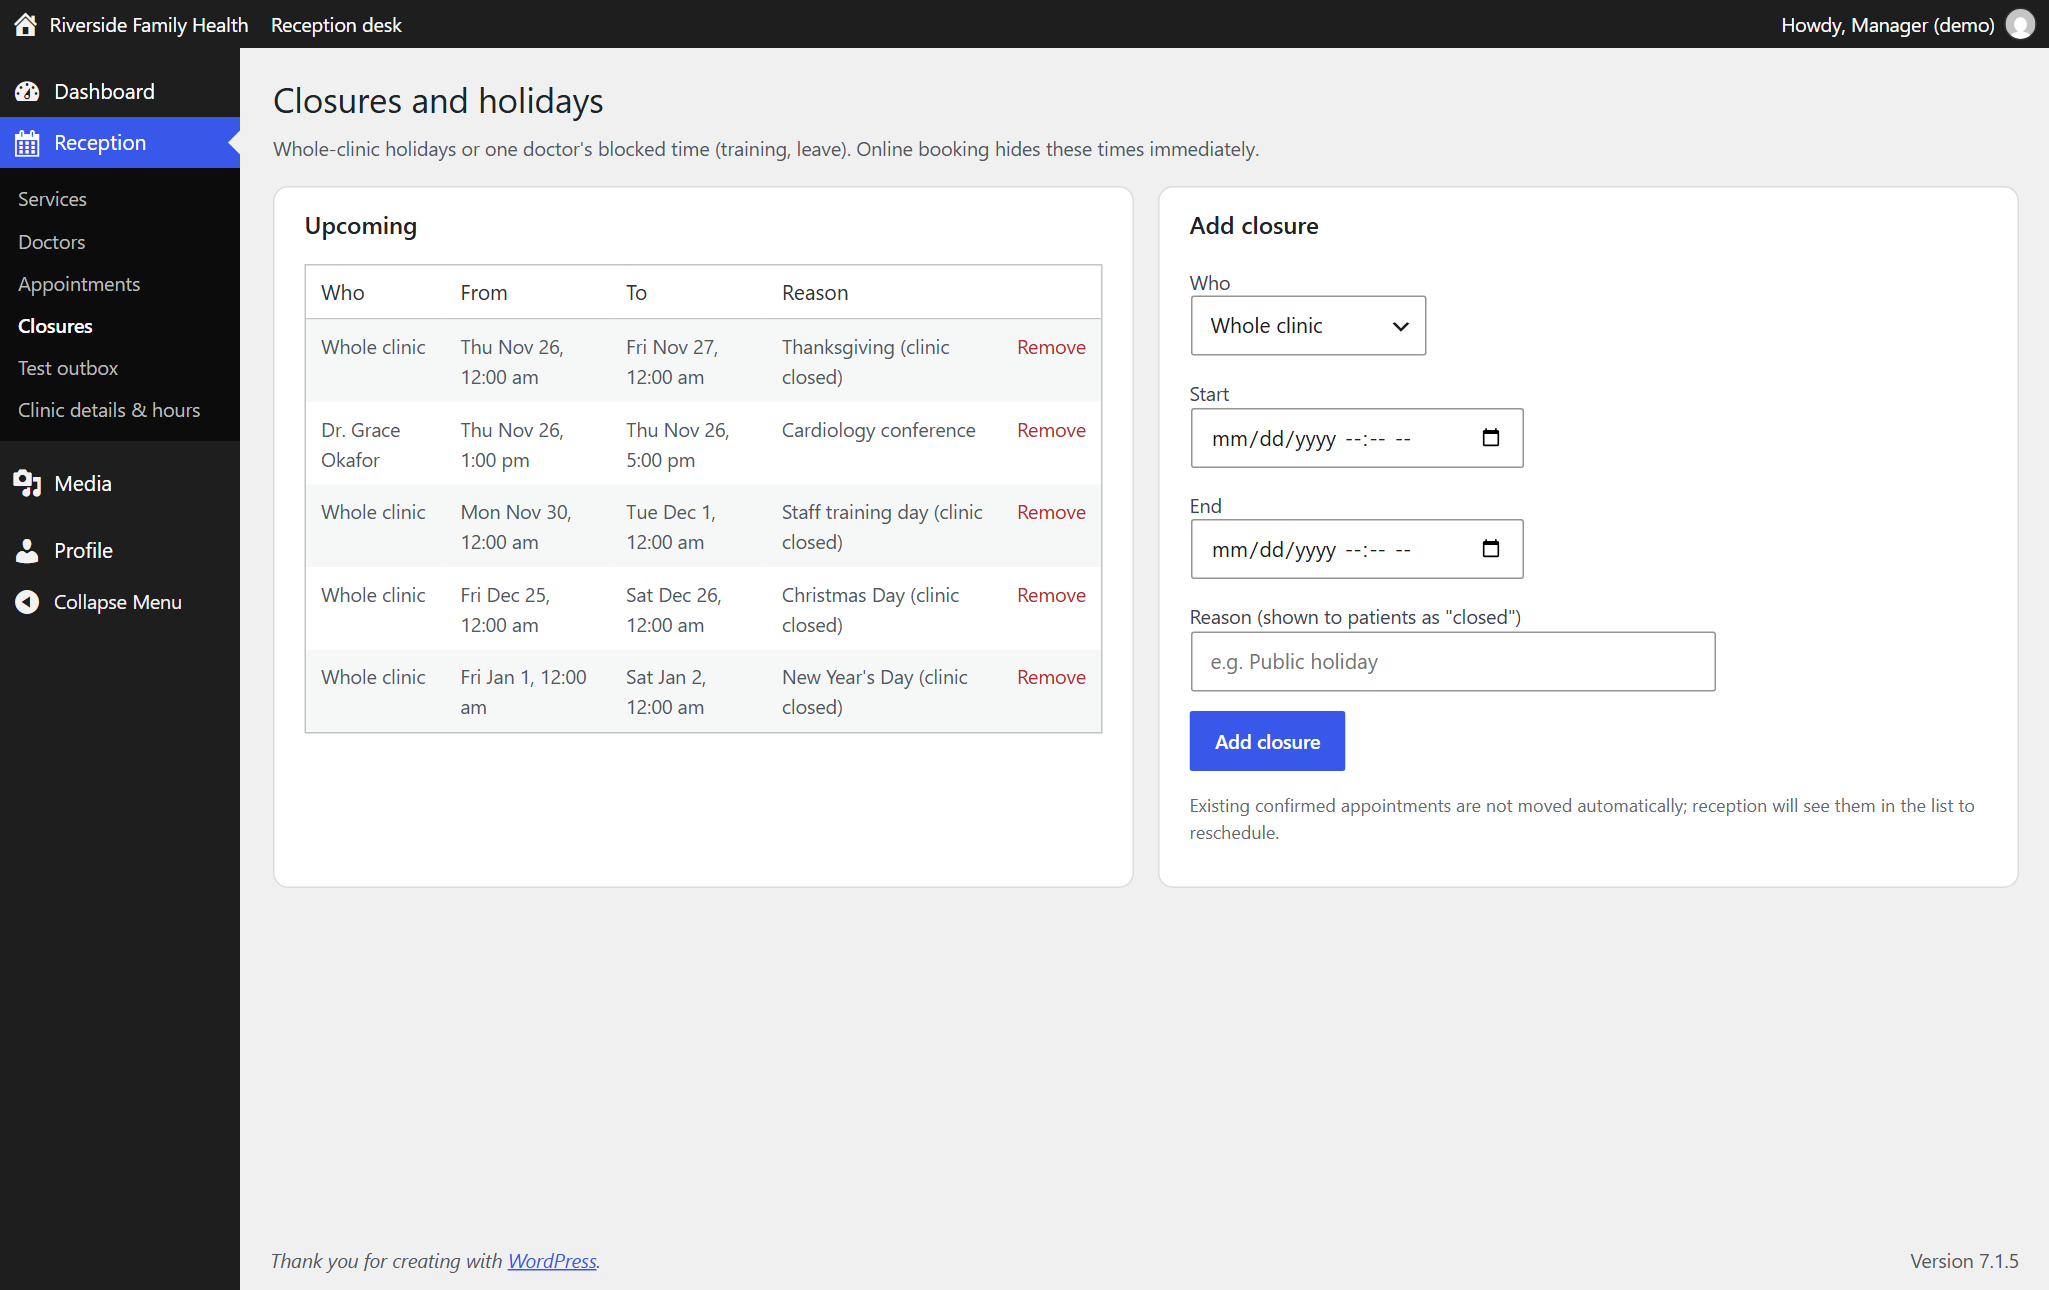 Riverside Family Health
Reception desk
Howdy, Manager (demo)
Dashboard
Reception
Services
Doctors
Appointments
Closures
Test outbox
Clinic details & hours
Media
Profile
Collapse Menu
Closures and holidays
Whole-clinic holidays or one doctor's blocked time (training, leave). Online booking hides these times immediately.
Upcoming
Who From To Reason
Whole clinic Thu Nov 26, Fri Nov 27, Thanksgiving (clinic Remove
12:00 am 12:00 am closed)
Dr. Grace Thu Nov 26, Thu Nov 26, Cardiology conference Remove
Okafor 1:00 pm 5:00 pm
Whole clinic Mon Nov 30, Tue Dec 1, Staff training day (clinic Remove
12:00 am 12:00 am closed)
Whole clinic Fri Dec 25, Sat Dec 26, Christmas Day (clinic Remove
12:00 am 12:00 am closed)
Whole clinic Fri Jan 1, 12:00 Sat Jan 2, New Year's Day (clinic Remove
am 12:00 am closed)
Add closure
Who
Whole clinic
Start
mm/dd/yyyy --:-- --
End
mm/dd/yyyy --:-- --
Reason (shown to patients as "closed")
e.g. Public holiday
Add closure
Existing confirmed appointments are not moved automatically; reception will see them in the list to
reschedule.
Thank you for creating with WordPress.
Version 7.1.5